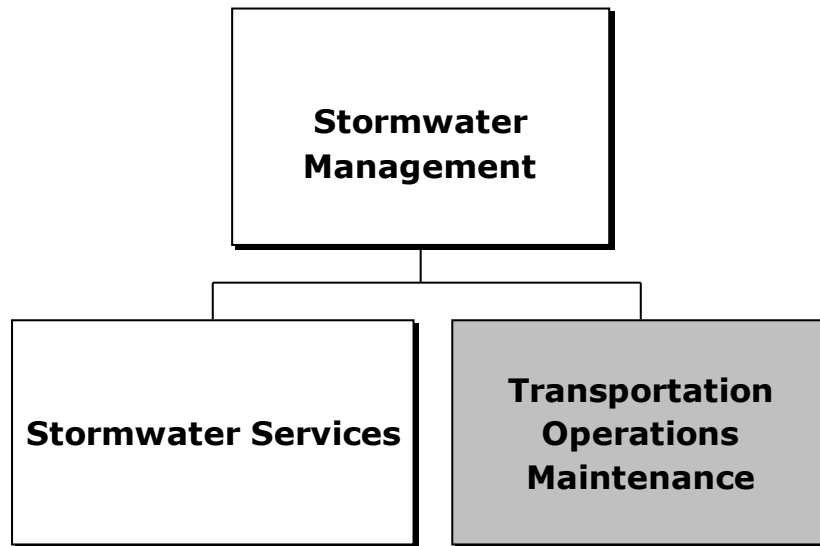 Stormwater
Management
Stormwater Services
Transportation
Operations
Maintenance